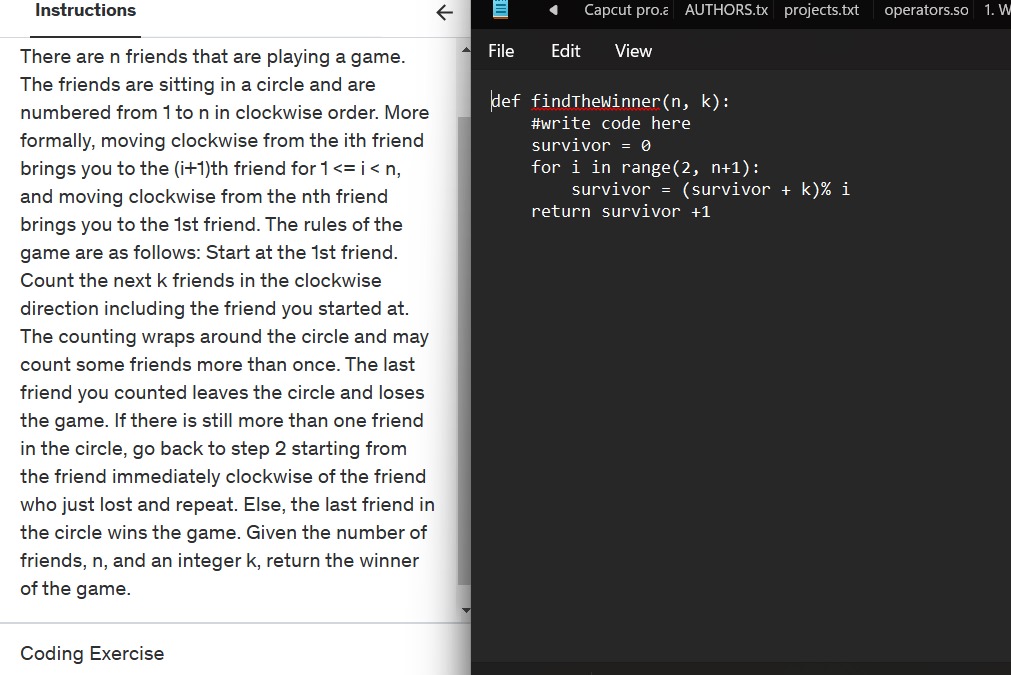 Instructions
There are n friends that are playing a game.
The friends are sitting in a circle and are
numbered from 1 to n in clockwise order. More
formally, moving clockwise from the ith friend
brings you to the (i+1)th friend for 1 <= i < n,
and moving clockwise from the nth friend
brings you to the 1st friend. The rules of the
game are as follows: Start at the 1st friend.
Count the next k friends in the clockwise
direction including the friend you started at.
The counting wraps around the circle and may
count some friends more than once. The last
friend you counted leaves the circle and loses
the game. If there is still more than one friend
in the circle, go back to step 2 starting from
the friend immediately clockwise of the friend
who just lost and repeat. Else, the last friend in
the circle wins the game. Given the number of
friends, n, and an integer k, return the winner
of the game.
Coding Exercise
Capcut pro.a AUTHORS.tx projects.txt operators.so 1. W
File Edit View
def findTheWinner(n, k):
    #write code here
    survivor = 0
    for i in range(2, n+1):
        survivor = (survivor + k)% i
    return survivor +1